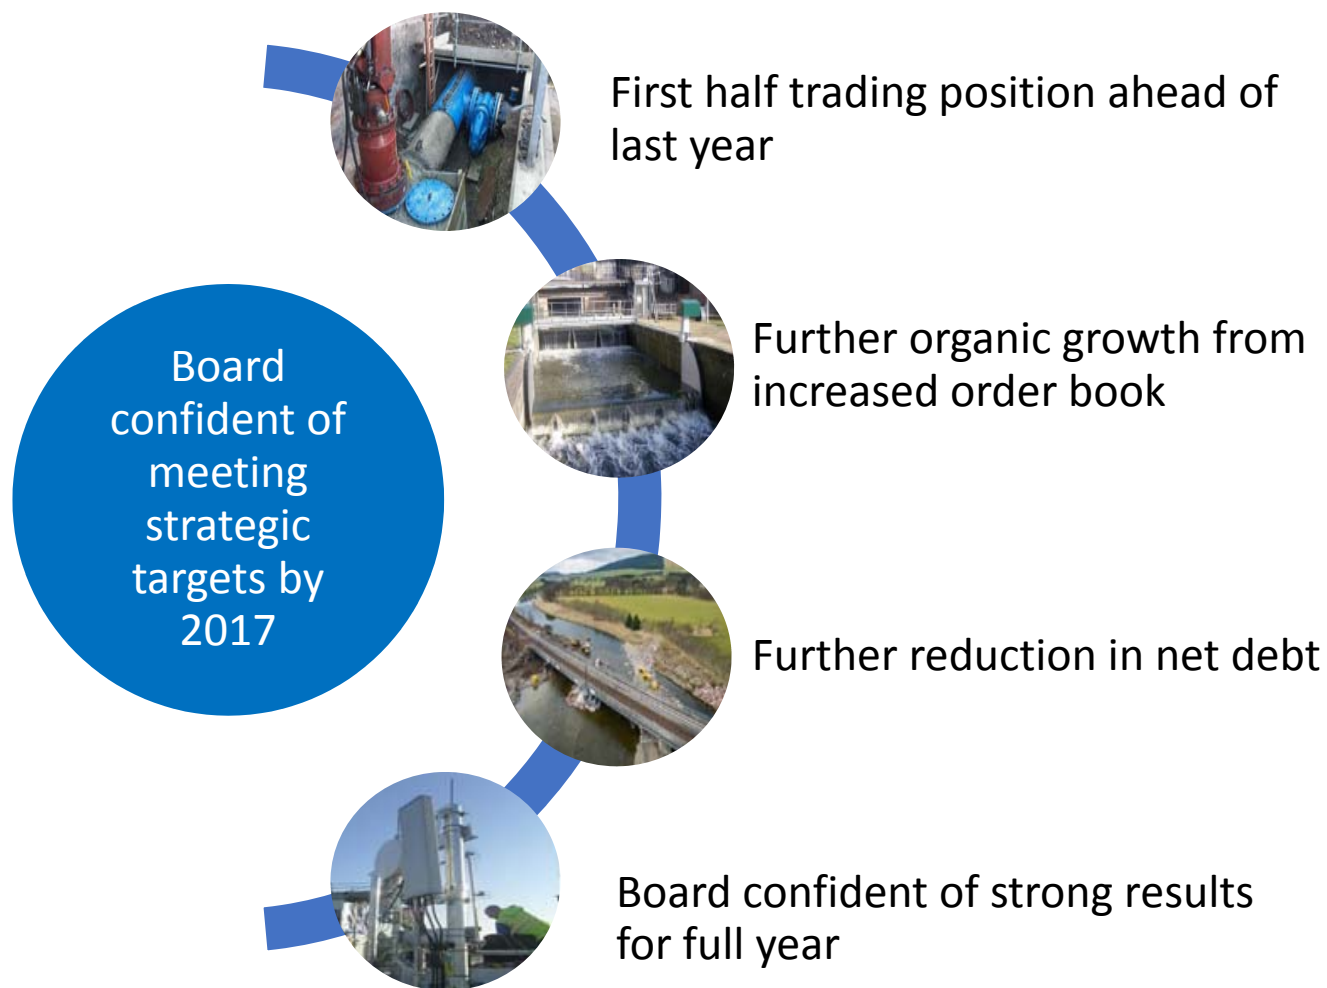 First half trading position ahead of
last year
Further organic growth from
increased order book
Board
confident of
meeting
strategic
targets by
2017
Further reduction in net debt
Board confident of strong results
for full year